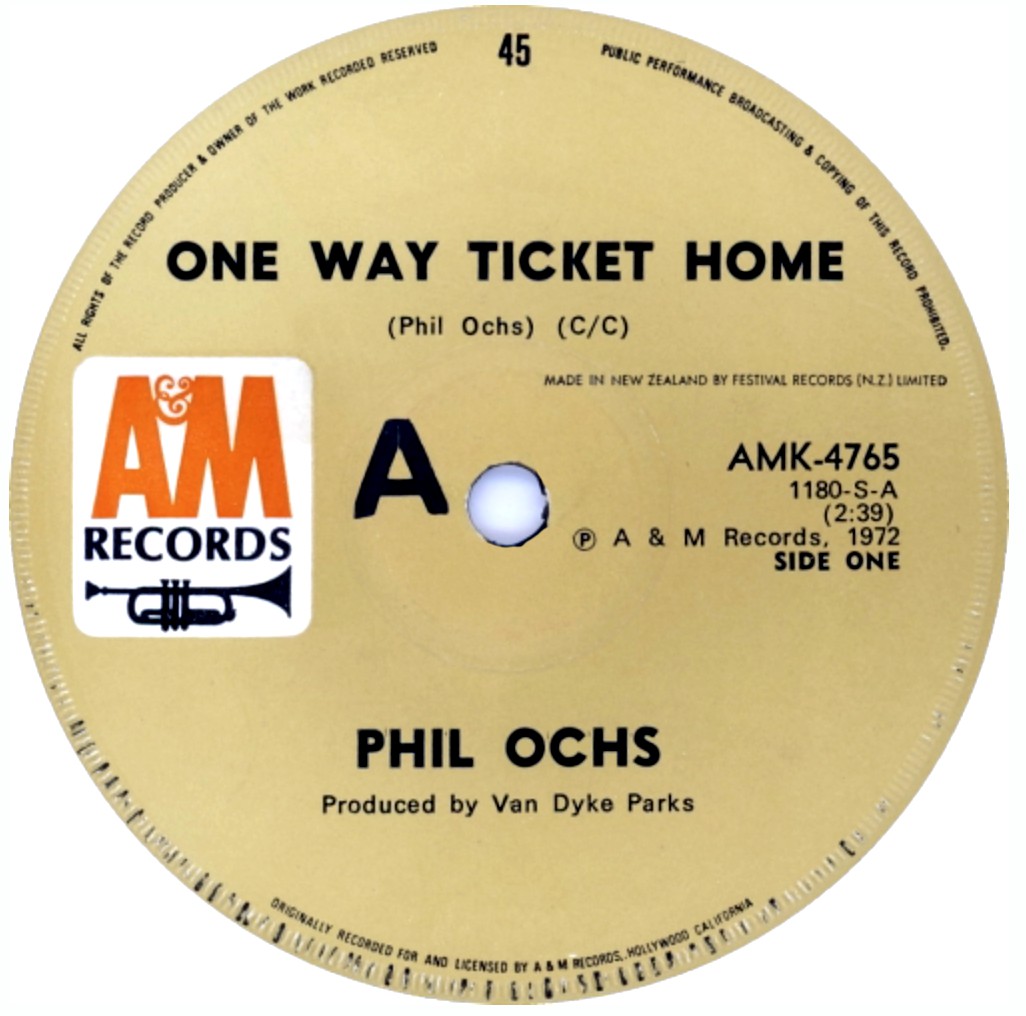 45
ALL RIGHTS OF THE RECORD PRODUCER & OWNER OF THE WORK RECORDED RESERVED
PUBLIC PERFORMANCE BROADCASTING & COPYING OF THIS RECORD PROHIBITED.
ONE WAY TICKET HOME
(Phil Ochs) (C/C)
MADE IN NEW ZEALAND BY FESTIVAL RECORDS (N.Z.) LIMITED
A&M
RECORDS
A
AMK-4765
1180-S-A
(2:39)
℗ A & M Records, 1972
SIDE ONE
PHIL OCHS
Produced by Van Dyke Parks
ORIGINALLY RECORDED FOR AND LICENSED BY A & M RECORDS, HOLLYWOOD CALIFORNIA